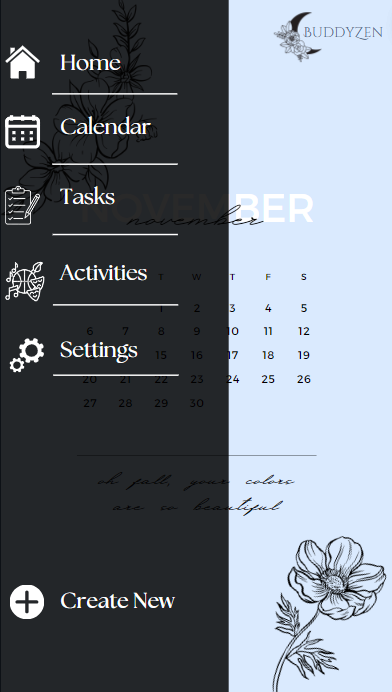 BUDDYZEN
Home
Calendar
Tasks
NOVEMBER
november
Activities
T W T F S
1 2 3 4 5
6 7 8 9 10 11 12
Settings
15 16 17 18 19
20 21 22 23 24 25 26
27 28 29 30
oh fall, your colors
are so beautiful
Create New